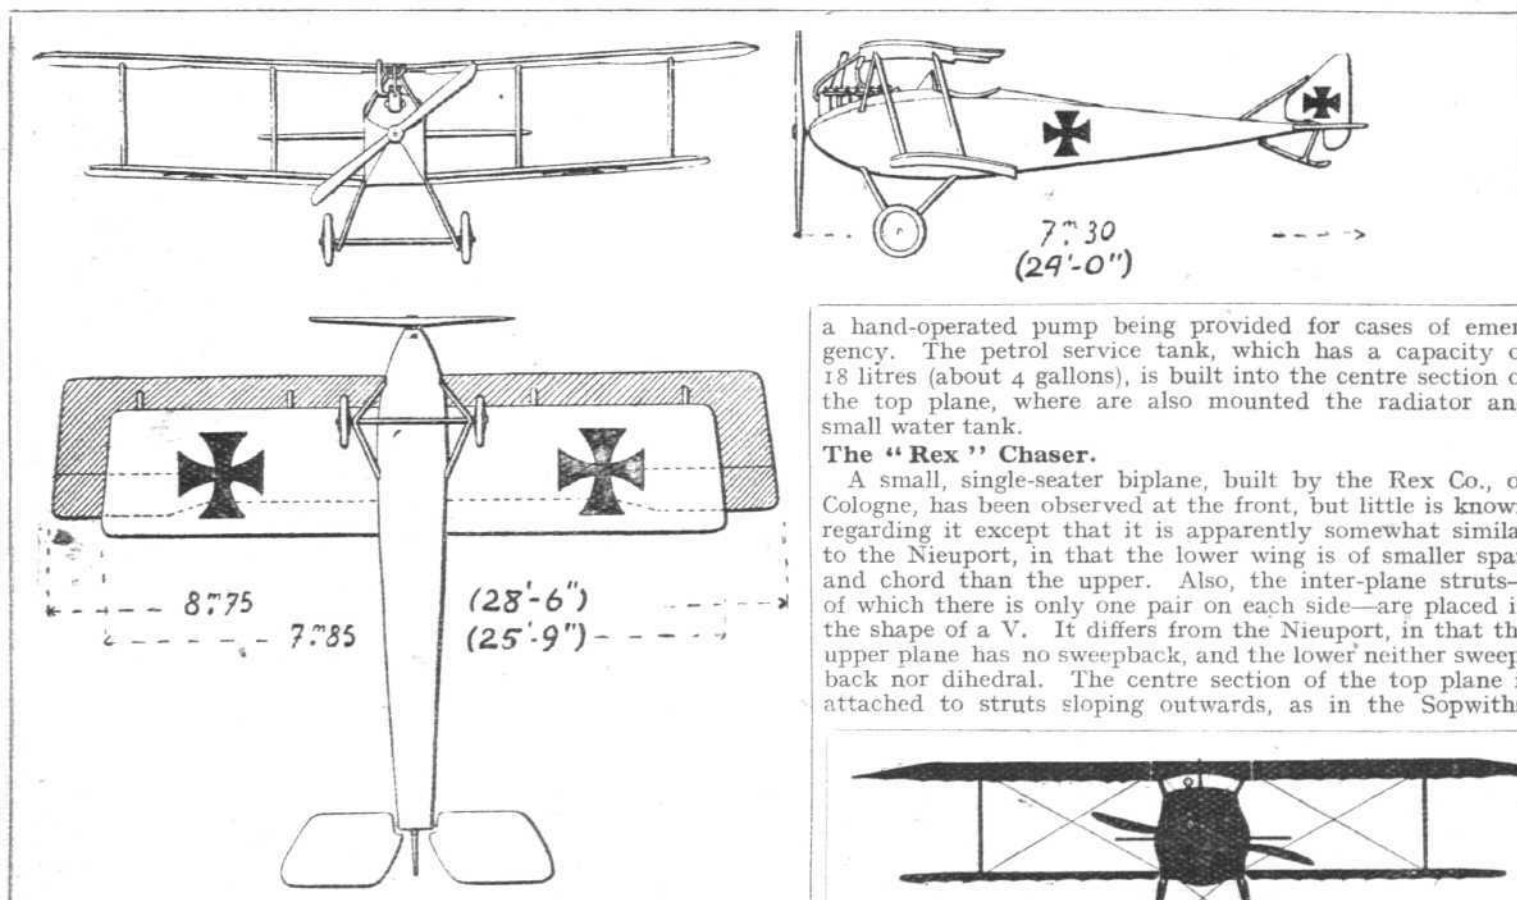 7m.30
(24'-0")
8m.75 (28'-6")
7m.85 (25'-9")
a hand-operated pump being provided for cases of emer
gency. The petrol service tank, which has a capacity
18 litres (about 4 gallons), is built into the centre section
the top plane, where are also mounted the radiator an
small water tank.
The “ Rex ” Chaser.
A small, single-seater biplane, built by the Rex Co.,
Cologne, has been observed at the front, but little is know
regarding it except that it is apparently somewhat simila
to the Nieuport, in that the lower wing is of smaller spa
and chord than the upper. Also, the inter-plane struts—
of which there is only one pair on each side—are placed i
the shape of a V. It differs from the Nieuport, in that th
upper plane has no sweepback, and the lower neither sweep
back nor dihedral. The centre section of the top plane
attached to struts sloping outwards, as in the Sopwith